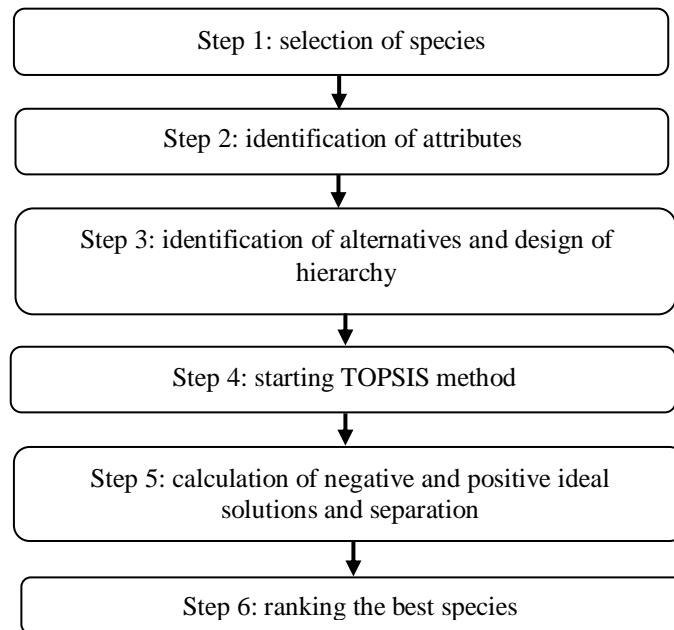 Step 1: selection of species
Step 2: identification of attributes
Step 3: identification of alternatives and design of
hierarchy
Step 4: starting TOPSIS method
Step 5: calculation of negative and positive ideal
solutions and separation
Step 6: ranking the best species